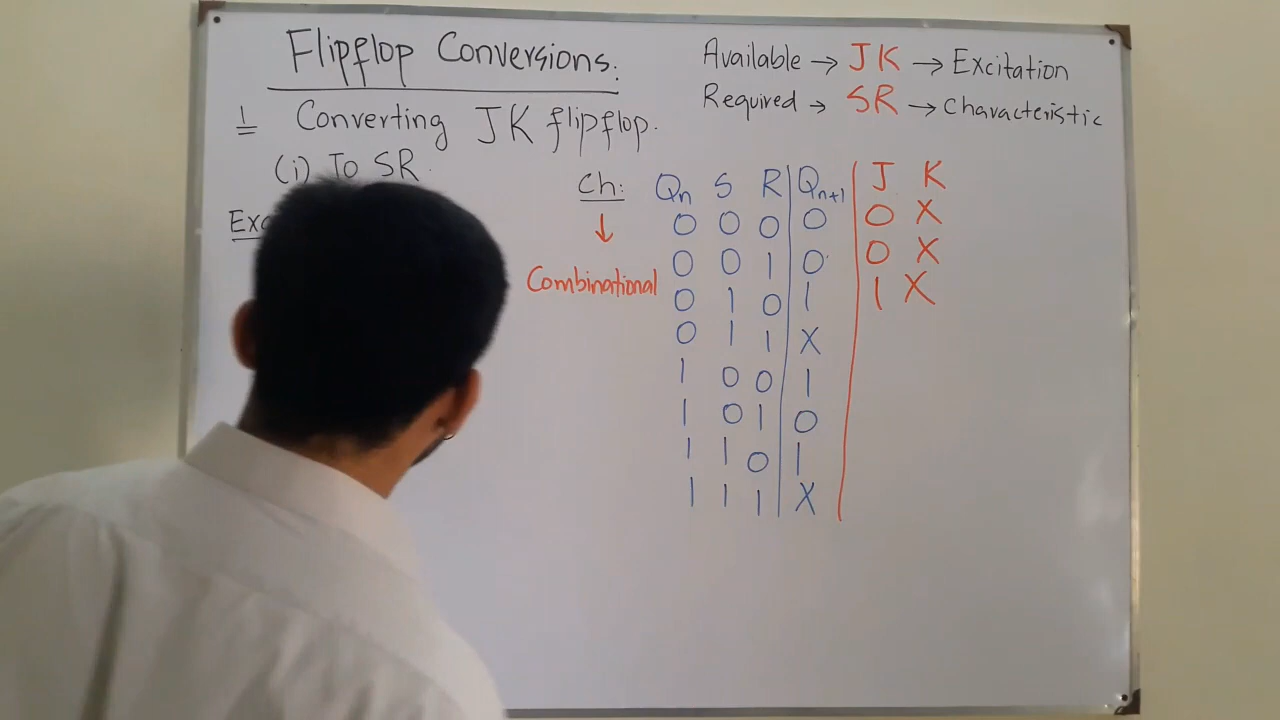 Flipflop Conversions:
1 Converting JK flipflop.
(i) To SR.
Available → JK → Excitation
Required → SR → Characteristic
Ch: Qn S R Qn+1 J K
↓ 0 0 0 0 0 X
Combinational 0 0 1 0 0 X
0 1 0 1 1 X
0 1 1 X
1 0 0 1
1 0 1 0
1 1 0 1
1 1 1 X